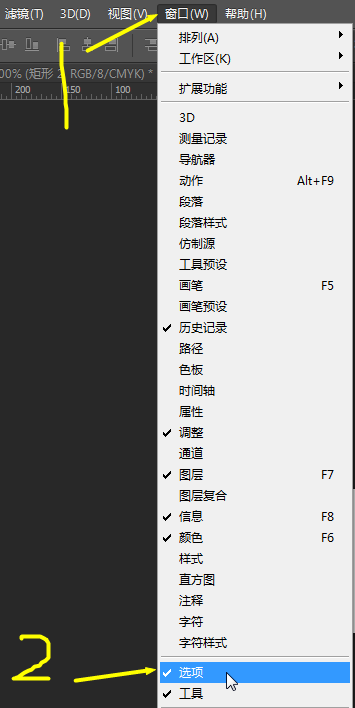 滤镜(T) 3D(D) 视图(V) 窗口(W) 帮助(H)
1
00% (矩形 2, RGB/8/CMYK) *
200 150 100
排列(A)
工作区(K)
扩展功能
3D
测量记录
导航器
动作 Alt+F9
段落
段落样式
仿制源
工具预设
画笔 F5
画笔预设
历史记录
路径
色板
时间轴
属性
调整
通道
图层 F7
图层复合
信息 F8
颜色 F6
样式
直方图
注释
字符
字符样式
2
选项
工具